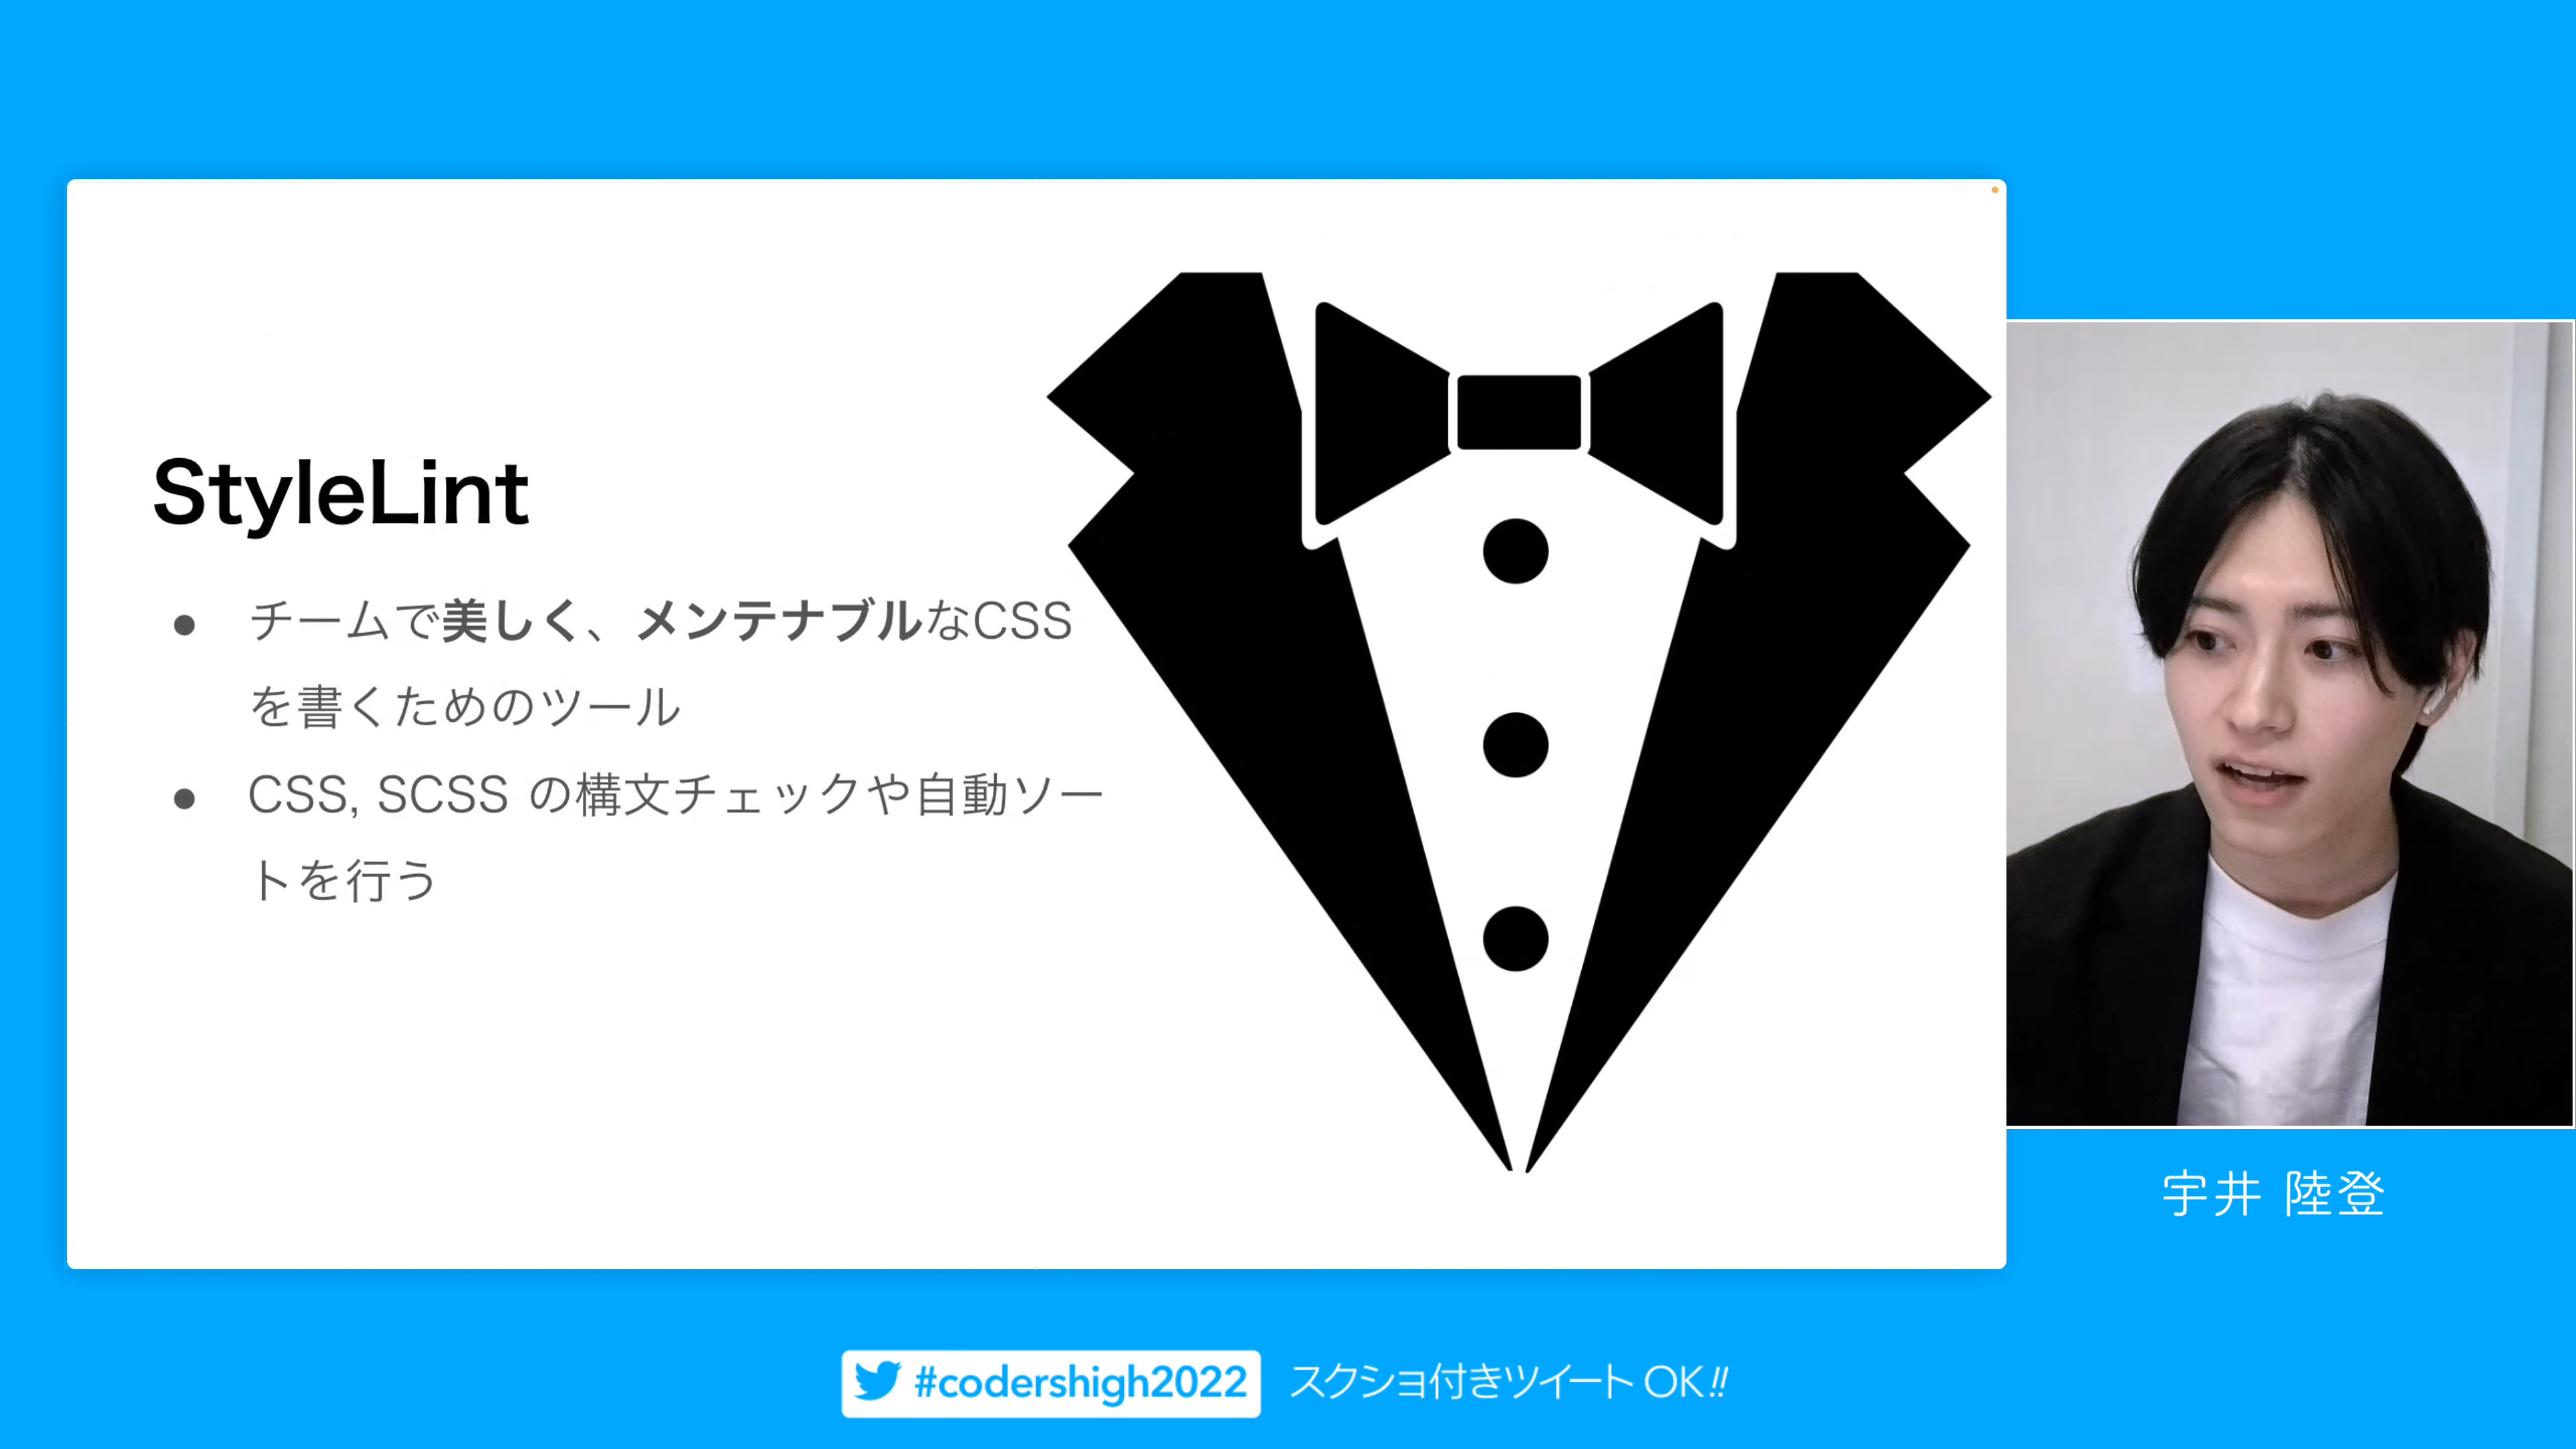 StyleLint
● チームで美しく、メンテナブルなCSS
を書くためのツール
● CSS, SCSS の構文チェックや自動ソー
トを行う
宇井 陸登
#codershigh2022 スクショ付きツイート OK!!